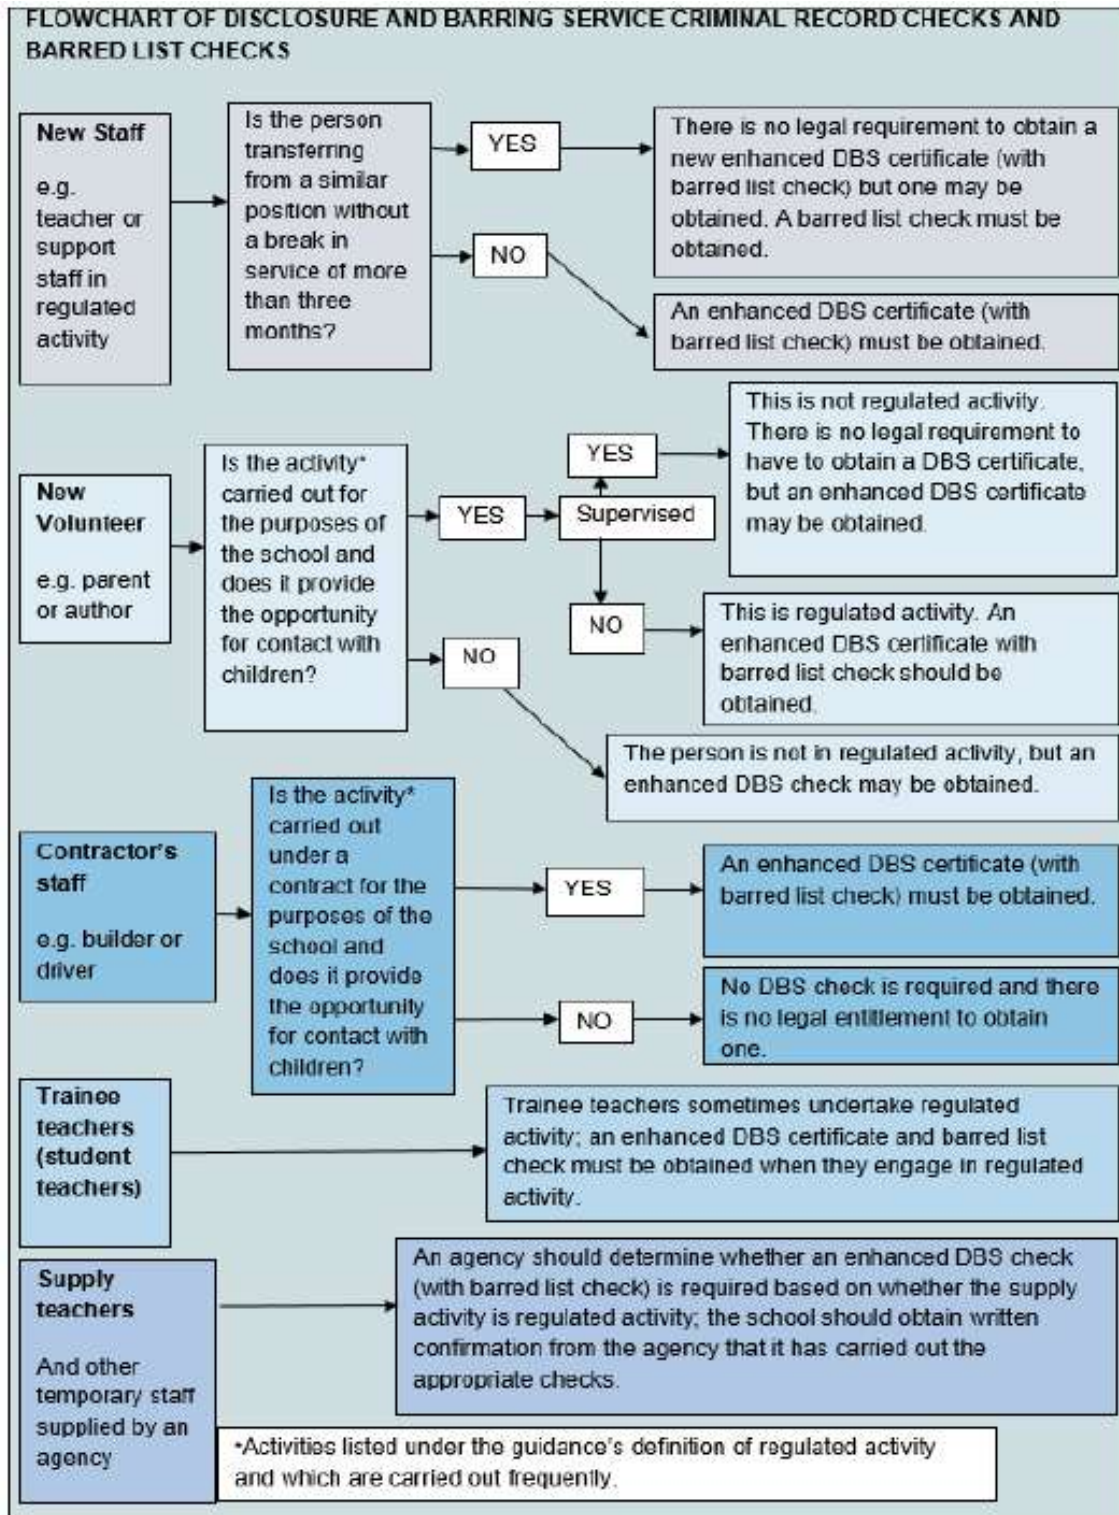 FLOWCHART OF DISCLOSURE AND BARRING SERVICE CRIMINAL RECORD CHECKS AND
BARRED LIST CHECKS
New Staff
e.g.
teacher or
support
staff in
regulated
activity
Is the person
transferring
from a similar
position without
a break in
service of more
than three
months?
YES
There is no legal requirement to obtain a
new enhanced DBS certificate (with
barred list check) but one may be
obtained. A barred list check must be
obtained.
NO
An enhanced DBS certificate (with
barred list check) must be obtained.
New
Volunteer
e.g. parent
or author
Is the activity*
carried out for
the purposes of
the school and
does it provide
the opportunity
for contact with
children?
YES
Supervised
YES
This is not regulated activity.
There is no legal requirement to
have to obtain a DBS certificate,
but an enhanced DBS certificate
may be obtained.
NO
This is regulated activity. An
enhanced DBS certificate with
barred list check should be
obtained.
NO
The person is not in regulated activity, but an
enhanced DBS check may be obtained.
Contractor's
staff
e.g. builder or
driver
Is the activity*
carried out
under a
contract for the
purposes of the
school and
does it provide
the opportunity
for contact with
children?
YES
An enhanced DBS certificate (with
barred list check) must be obtained.
NO
No DBS check is required and there
is no legal entitlement to obtain
one.
Trainee
teachers
(student
teachers)
Trainee teachers sometimes undertake regulated
activity; an enhanced DBS certificate and barred list
check must be obtained when they engage in regulated
activity.
Supply
teachers
And other
temporary staff
supplied by an
agency
An agency should determine whether an enhanced DBS check
(with barred list check) is required based on whether the supply
activity is regulated activity; the school should obtain written
confirmation from the agency that it has carried out the
appropriate checks.
*Activities listed under the guidance's definition of regulated activity
and which are carried out frequently.